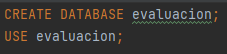 CREATE DATABASE evaluacion;
USE evaluacion;